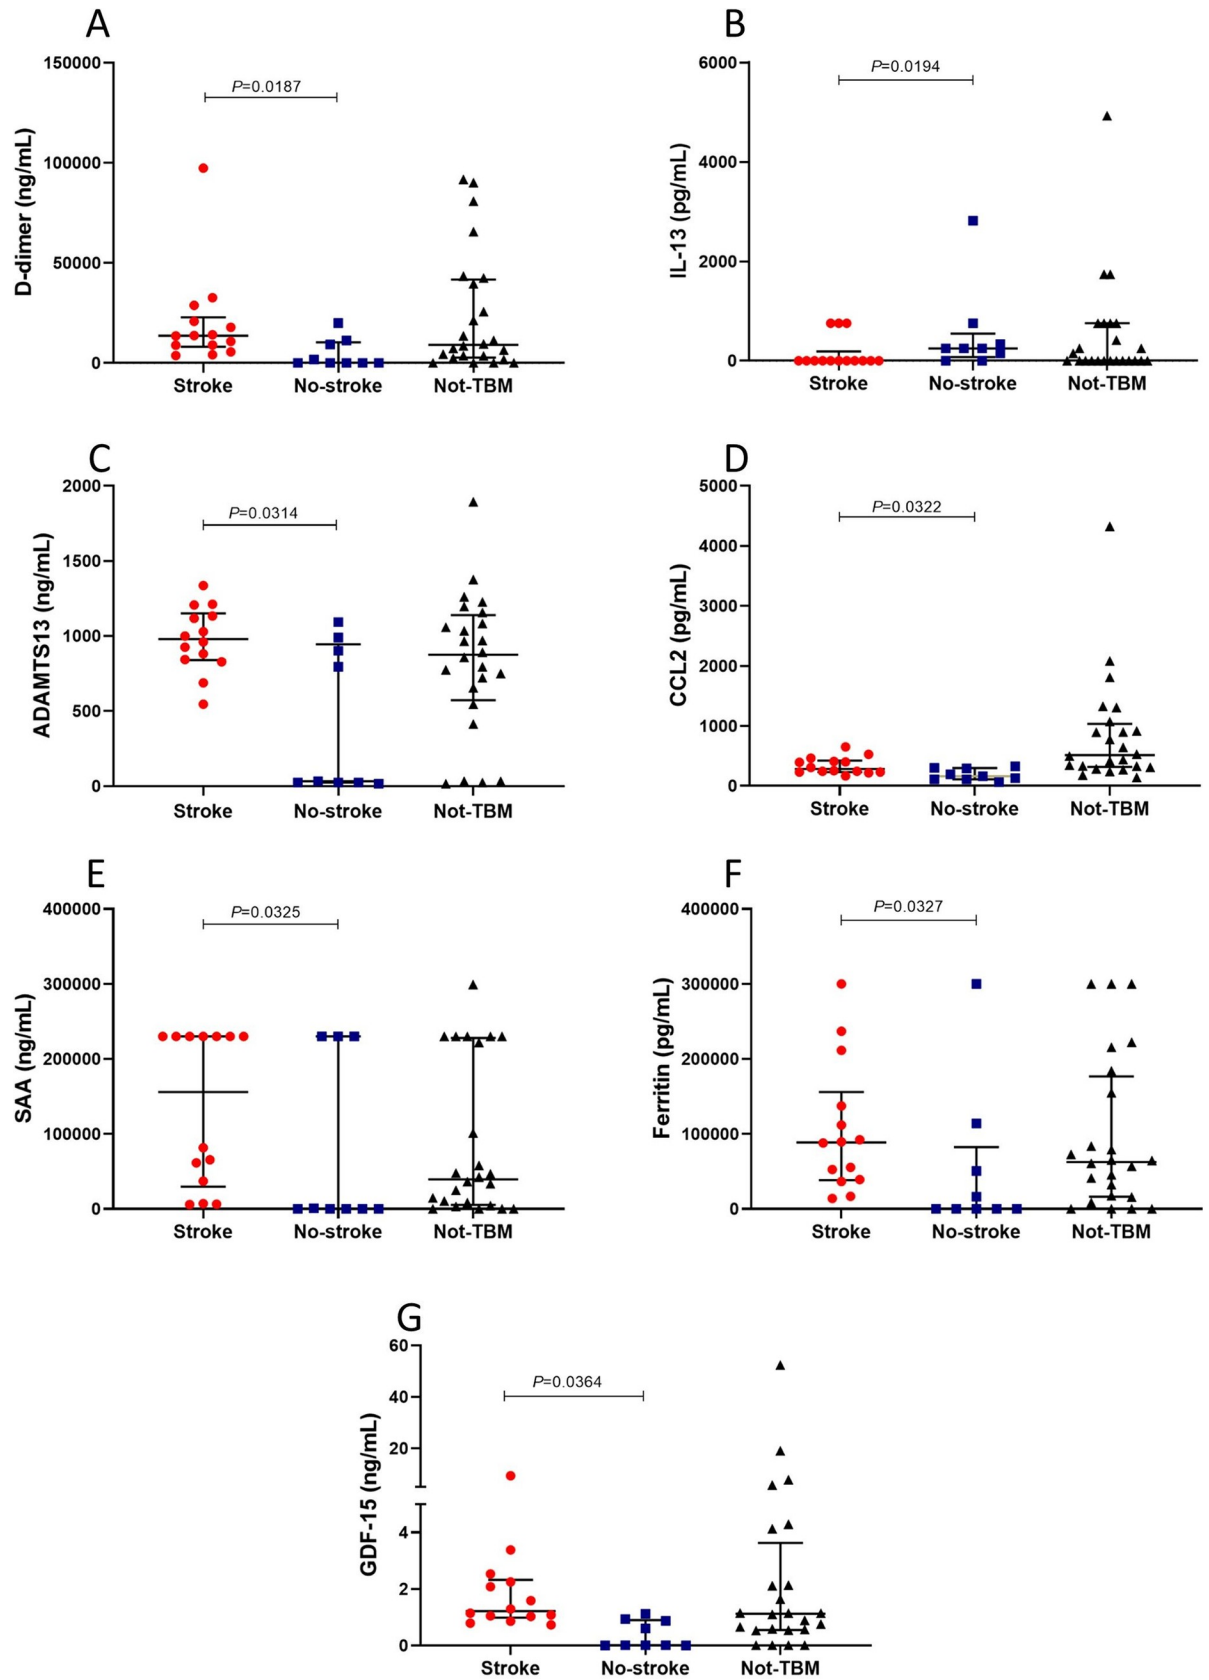 A
D-dimer (ng/mL)
150000
100000
50000
0
P=0.0187
Stroke No-stroke Not-TBM
B
IL-13 (pg/mL)
6000
4000
2000
0
P=0.0194
Stroke No-stroke Not-TBM
C
ADAMTS13 (ng/mL)
2000
1500
1000
500
0
P=0.0314
Stroke No-stroke Not-TBM
D
CCL2 (pg/mL)
5000
4000
3000
2000
1000
0
P=0.0322
Stroke No-stroke Not-TBM
E
SAA (ng/mL)
400000
300000
200000
100000
0
P=0.0325
Stroke No-stroke Not-TBM
F
Ferritin (pg/mL)
400000
300000
200000
100000
0
P=0.0327
Stroke No-stroke Not-TBM
G
GDF-15 (ng/mL)
60
40
20
4
2
0
P=0.0364
Stroke No-stroke Not-TBM